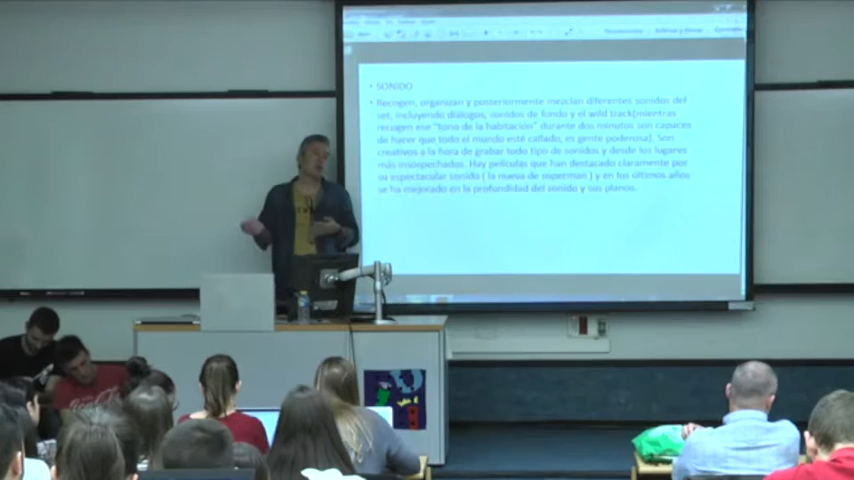 • SONIDO
• Recogen, organizan y posteriormente mezclan diferentes sonidos del
set, incluyendo diálogos, sonidos de fondo y el wild track(mientras
recogen ese "tono de la habitación" durante dos minutos son capaces
de hacer que todo el mundo esté callado, es gente poderosa). Son
creativos a la hora de grabar todo tipo de sonidos y desde los lugares
más insospechados. Hay películas que han destacado claramente por
su espectacular sonido ( la nueva de superman ) y en los últimos años
se ha mejorado en la profundidad del sonido y sus planos.